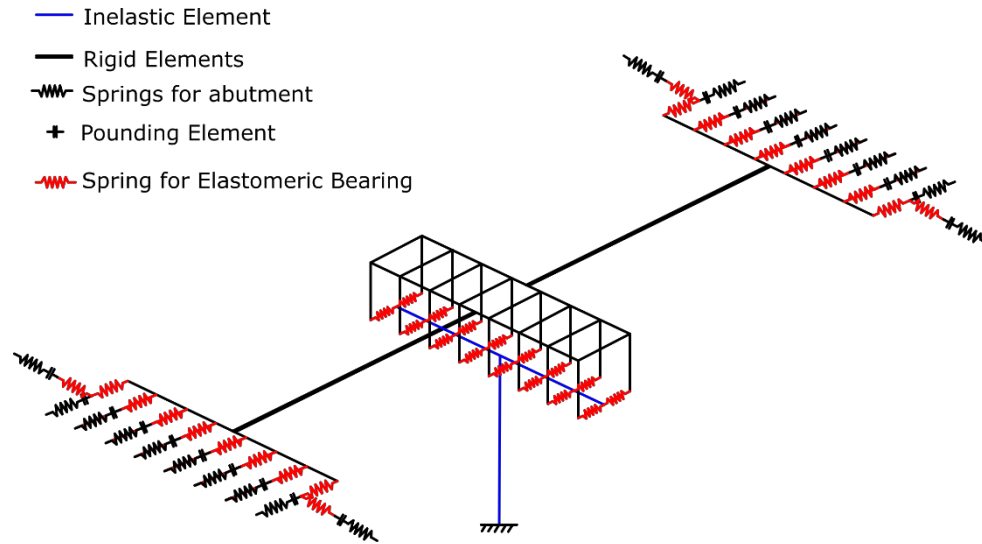 Inelastic Element
Rigid Elements
Springs for abutment
Pounding Element
Spring for Elastomeric Bearing